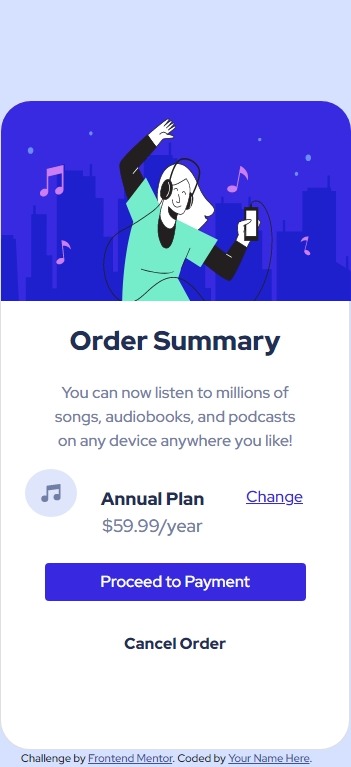 Order Summary
You can now listen to millions of
songs, audiobooks, and podcasts
on any device anywhere you like!
Annual Plan
Change
$59.99/year
Proceed to Payment
Cancel Order
Challenge by Frontend Mentor. Coded by Your Name Here.